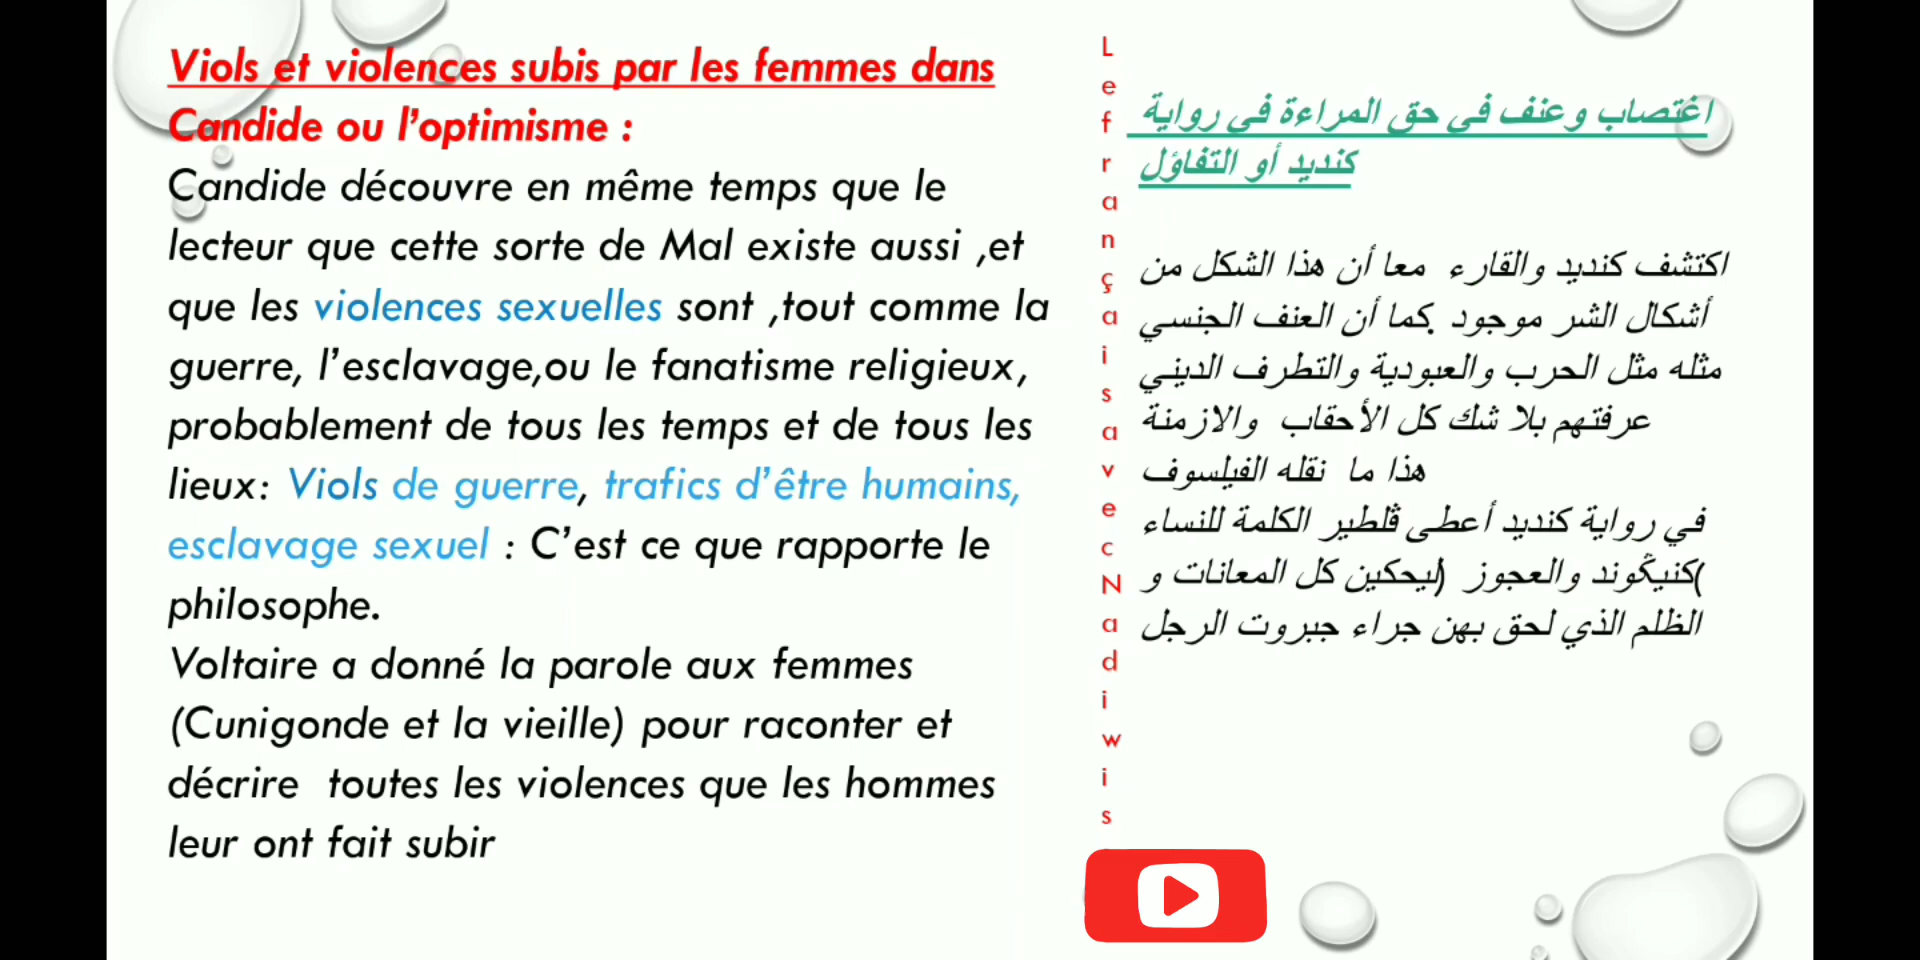 Viols et violences subis par les femmes dans
Candide ou l’optimisme :
Candide découvre en même temps que le
lecteur que cette sorte de Mal existe aussi ,et
que les violences sexuelles sont ,tout comme la
guerre, l’esclavage,ou le fanatisme religieux,
probablement de tous les temps et de tous les
lieux: Viols de guerre, trafics d’être humains,
esclavage sexuel : C’est ce que rapporte le
philosophe.
Voltaire a donné la parole aux femmes
(Cunigonde et la vieille) pour raconter et
décrire toutes les violences que les hommes
leur ont fait subir
Le français avec Nadiwis
اغتصاب وعنف في حق المراءة في رواية
كنديد أو التفاؤل
اكتشف كنديد والقارء معا أن هذا الشكل من
أشكال الشر موجود .كما أن العنف الجنسي
مثله مثل الحرب والعبودية والتطرف الديني
عرفتهم بلا شك كل الأحقاب والازمنة
هذا ما نقله الفيلسوف
في رواية كنديد أعطى ڤلطير الكلمة للنساء
)كنيڭوند والعجوز (ليحكين كل المعانات و
الظلم الذي لحق بهن جراء جبروت الرجل